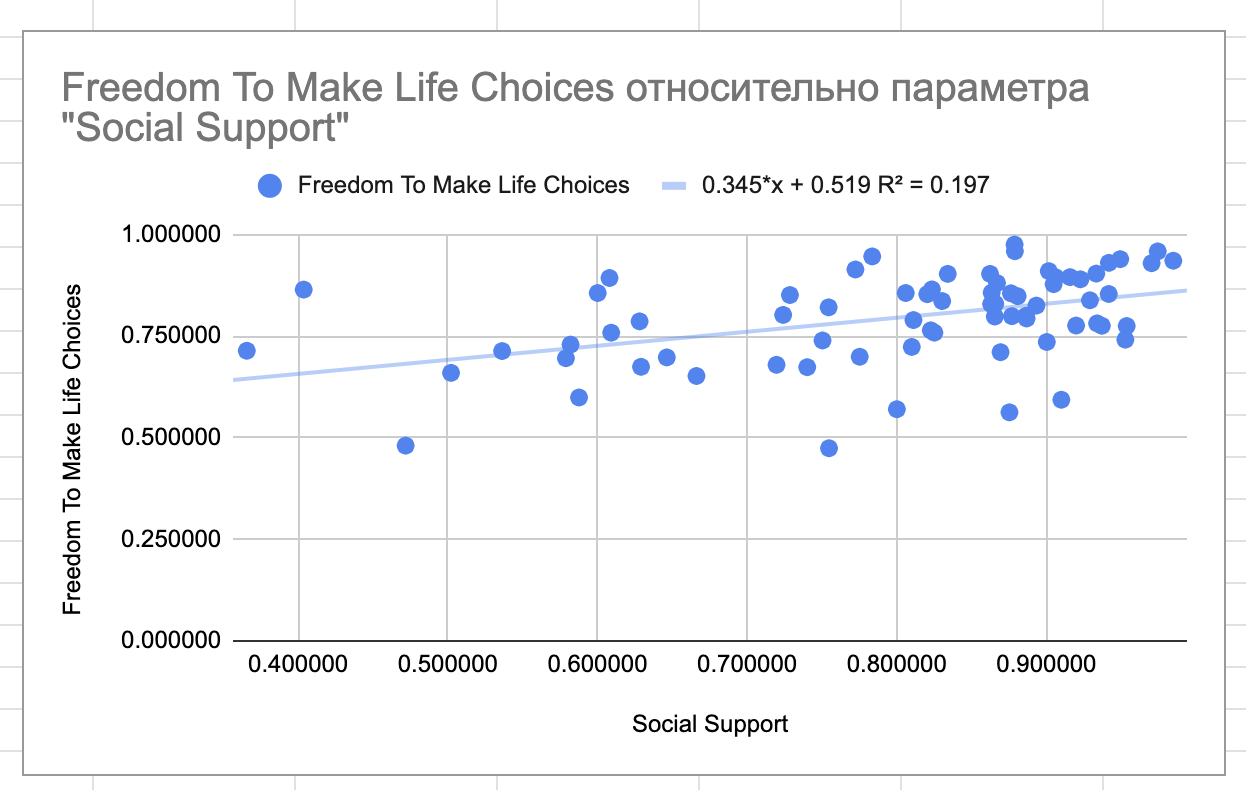 Freedom To Make Life Choices относительно параметра
"Social Support"
Freedom To Make Life Choices
0.345*x + 0.519 R² = 0.197
1.000000
0.750000
0.500000
0.250000
0.000000
Freedom To Make Life Choices
0.400000
0.500000
0.600000
0.700000
0.800000
0.900000
Social Support